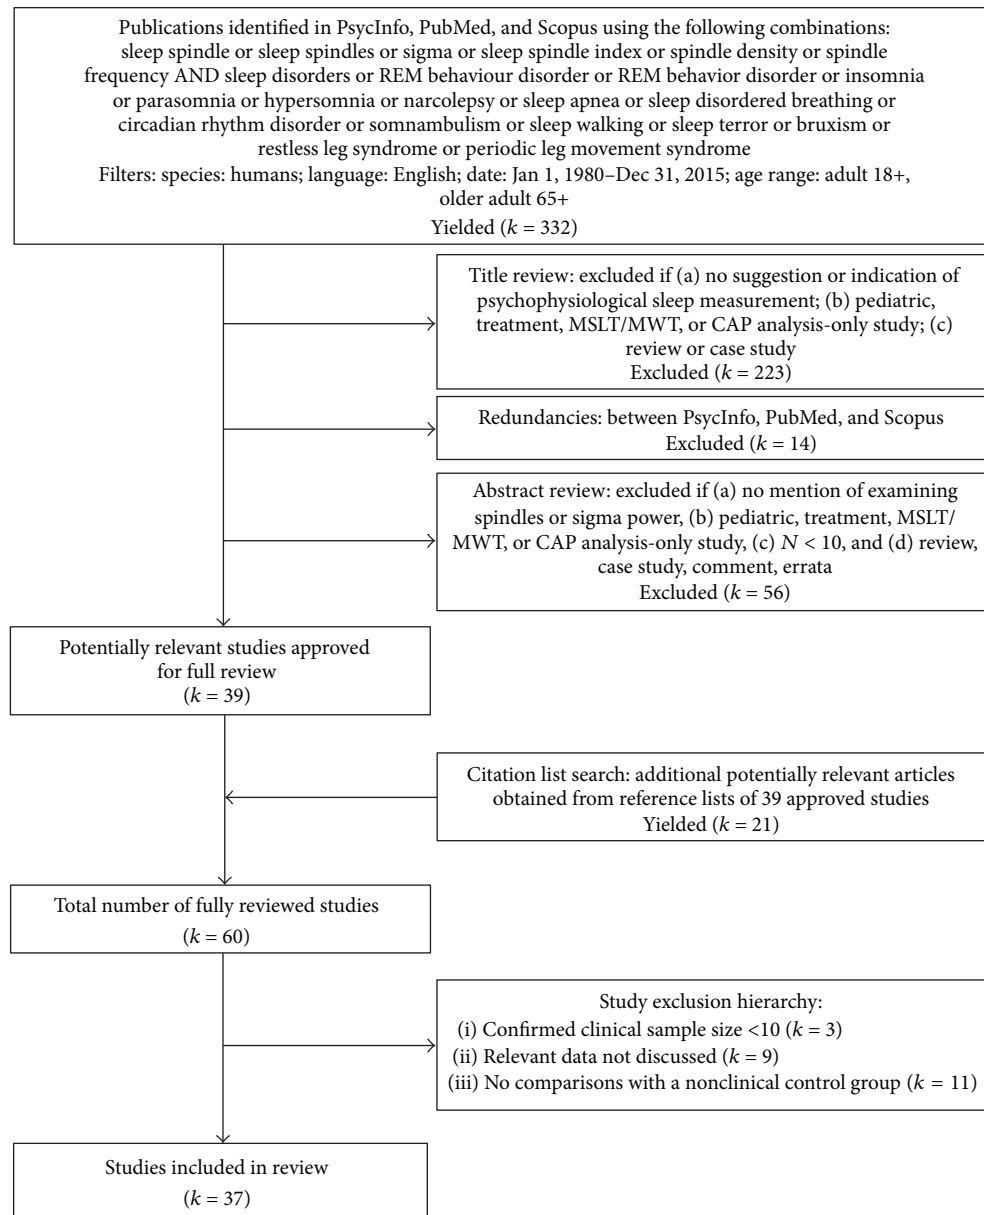 Publications identified in PsycInfo, PubMed, and Scopus using the following combinations:
sleep spindle or sleep spindles or sigma or sleep spindle index or spindle density or spindle
frequency AND sleep disorders or REM behaviour disorder or REM behavior disorder or insomnia
or parasomnia or hypersomnia or narcolepsy or sleep apnea or sleep disordered breathing or
circadian rhythm disorder or somnambulism or sleep walking or sleep terror or bruxism or
restless leg syndrome or periodic leg movement syndrome
Filters: species: humans; language: English; date: Jan 1, 1980–Dec 31, 2015; age range: adult 18+,
older adult 65+
Yielded (k = 332)
Title review: excluded if (a) no suggestion or indication of
psychophysiological sleep measurement; (b) pediatric,
treatment, MSLT/MWT, or CAP analysis-only study; (c)
review or case study
Excluded (k = 223)
Redundancies: between PsycInfo, PubMed, and Scopus
Excluded (k = 14)
Abstract review: excluded if (a) no mention of examining
spindles or sigma power, (b) pediatric, treatment, MSLT/
MWT, or CAP analysis-only study, (c) N < 10, and (d) review,
case study, comment, errata
Excluded (k = 56)
Potentially relevant studies approved
for full review
(k = 39)
Citation list search: additional potentially relevant articles
obtained from reference lists of 39 approved studies
Yielded (k = 21)
Total number of fully reviewed studies
(k = 60)
Study exclusion hierarchy:
(i) Confirmed clinical sample size <10 (k = 3)
(ii) Relevant data not discussed (k = 9)
(iii) No comparisons with a nonclinical control group (k = 11)
Studies included in review
(k = 37)